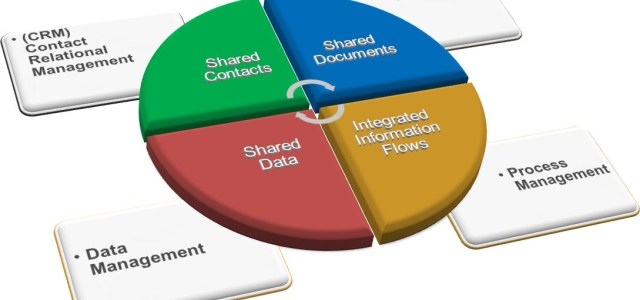 • (CRM)
Contact
Relational
Management
Shared
Contacts
Shared
Documents
Shared
Data
Integrated
Information
Flows
• Process
Management
• Data
Management